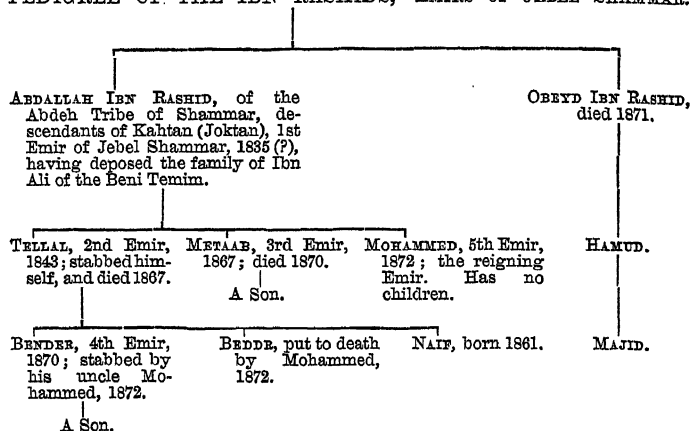 PEDIGREE OF THE IBN RASHIDS, EMIRS OF JEBEL SHAMMAR.
ABDALLAH IBN RASHID, of the
Abdeh Tribe of Shammar, de-
scendants of Kahtan (Joktan), 1st
Emir of Jebel Shammar, 1835 (?),
having deposed the family of Ibn
Ali of the Beni Temim.
OBEYD IBN RASHID,
died 1871.
TELLAL, 2nd Emir,
1843; stabbed him-
self, and died 1867.
METAAB, 3rd Emir,
1867; died 1870.
A Son.
MOHAMMED, 5th Emir,
1872; the reigning
Emir. Has no
children.
HAMUD.
BENDER, 4th Emir,
1870; stabbed by
his uncle Mo-
hammed, 1872.
A Son.
BEDDR, put to death
by Mohammed,
1872.
NAIF, born 1861.
MAJID.